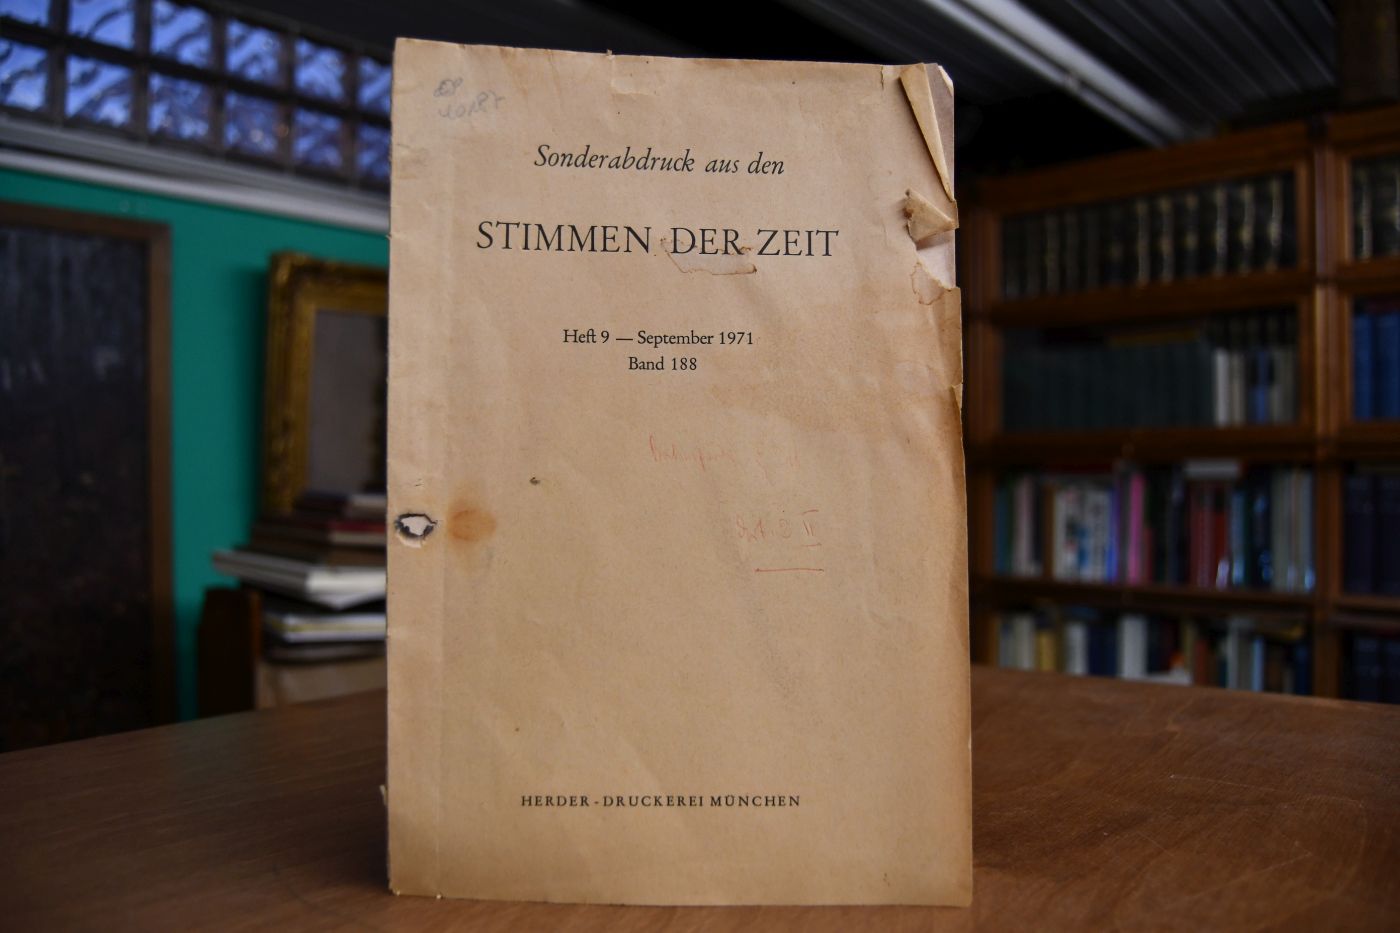 Sonderabdruck aus den
STIMMEN DER ZEIT
Heft 9 — September 1971
Band 188
HERDER-DRUCKEREI MÜNCHEN